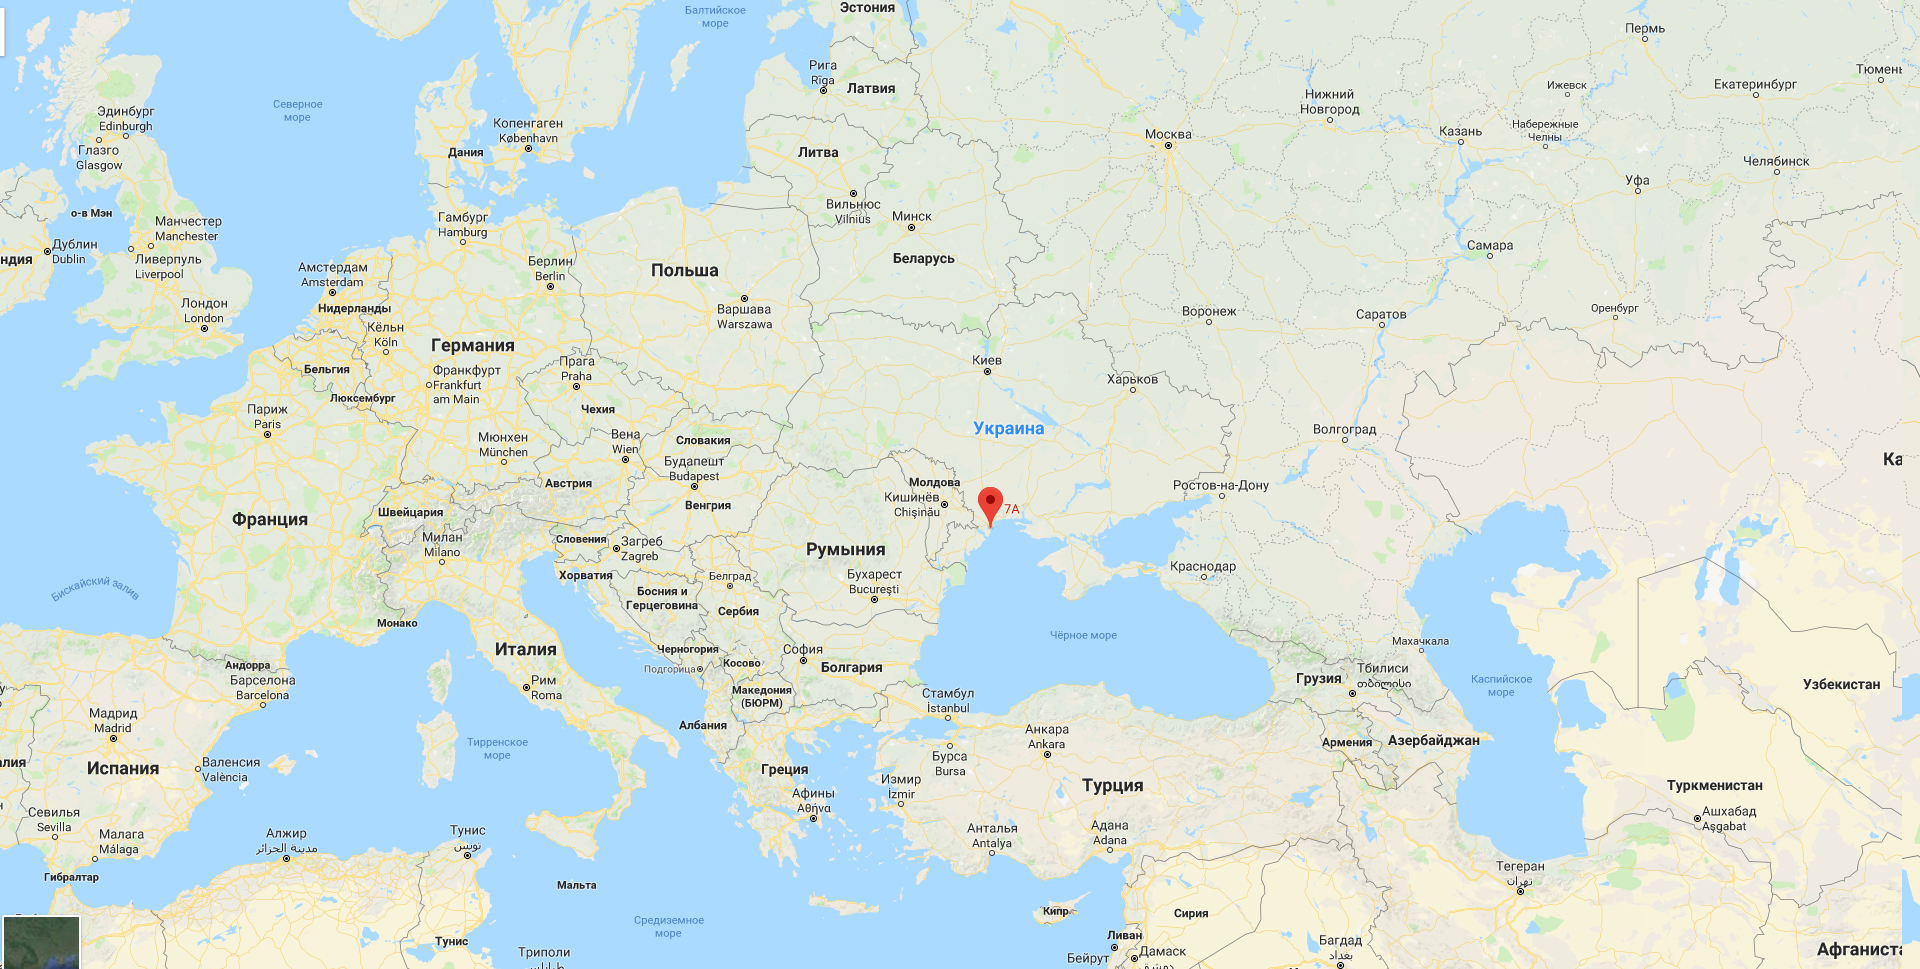 Балтийское
море
Эстония
Пермь
Рига
Rīga
Латвия
Ижевск
Екатеринбург
Тюмень
Северное
море
Эдинбург
Edinburgh
Глазго
Glasgow
Копенгаген
København
Дания
Нижний
Новгород
Москва
Казань
Набережные
Челны
Челябинск
Литва
Уфа
Вильнюс
Vilnius
Минск
о-в Мэн
Манчестер
Manchester
Гамбург
Hamburg
Дублин
Dublin
ндия
Ливерпуль
Liverpool
Самара
Беларусь
Амстердам
Amsterdam
Берлин
Berlin
Польша
Нидерланды
Лондон
London
Варшава
Warszawa
Воронеж
Саратов
Оренбург
Кёльн
Köln
Германия
Бельгия
Франкфурт
Frankfurt
am Main
Прага
Praha
Киев
Харьков
Люксембург
Чехия
Париж
Paris
Украина
Волгоград
Мюнхен
München
Вена
Wien
Словакия
Будапешт
Budapest
Ка
Австрия
Молдова
Кишинёв
Chișinău
Ростов-на-Дону
Венгрия
Швейцария
7А
Франция
Милан
Milano
Словения
Загреб
Zagreb
Румыния
Хорватия
Белград
Бухарест
București
Краснодар
Бискайский залив
Босния и
Герцеговина
Сербия
Монако
Чёрное море
Махачкала
Италия
Черногория
София
Подгорица
Косово
Болгария
Андорра
Барселона
Barcelona
Рим
Roma
Македония
(БЮРМ)
Стамбул
İstanbul
Грузия
Тбилиси
თბილისი
Каспийское
море
Узбекистан
Мадрид
Madrid
Албания
Анкара
Ankara
Армения
Азербайджан
Тирренское
море
Бурса
Bursa
алия
Испания
Валенсия
València
Греция
Измир
İzmir
Турция
Туркменистан
Афины
Αθήνα
Севилья
Sevilla
Малага
Málaga
Алжир
مدينة الجزائر
Тунис
تونس
Анталья
Antalya
Адана
Adana
Ашхабад
Aşgabat
Гибралтар
Мальта
Тегеран
تهران
Кипр
Сирия
Средиземное
море
Тунис
Ливан
Триполи
طرابلس
Бейрут
Дамаск
دمشق
Багдад
بغداد
Афганиста